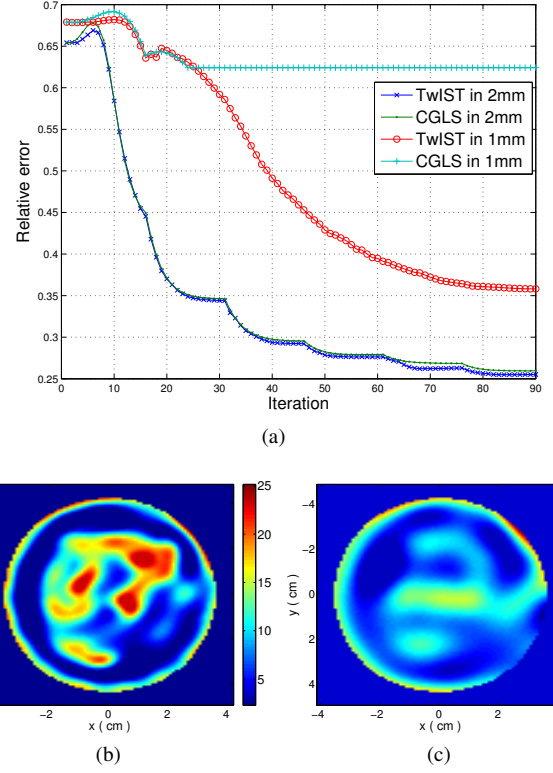 0.7
0.65
0.6
0.55
0.5
0.45
0.4
0.35
0.3
0.25
Relative error
TwIST in 2mm
CGLS in 2mm
TwIST in 1mm
CGLS in 1mm
0 10 20 30 40 50 60 70 80 90
Iteration
(a)
25
20
15
10
5
−2 0 2 4
x ( cm )
(b)
−4
−2
0
2
4
y ( cm )
−4 −2 0 2
x ( cm )
(c)